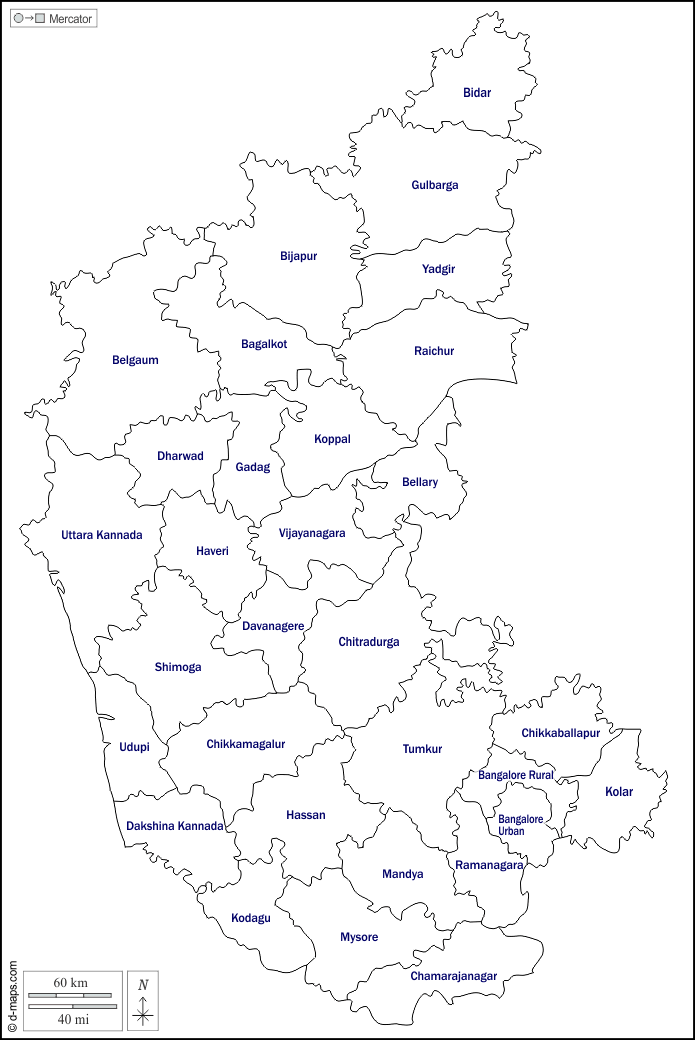 Mercator
Bidar
Gulbarga
Bijapur
Yadgir
Bagalkot
Raichur
Belgaum
Koppal
Dharwad
Gadag
Bellary
Uttara Kannada
Vijayanagara
Haveri
Davanagere
Chitradurga
Shimoga
Chikkaballapur
Udupi
Chikkamagalur
Tumkur
Bangalore Rural
Kolar
Hassan
Bangalore
Urban
Dakshina Kannada
Ramanagara
Mandya
Kodagu
Mysore
Chamarajanagar
60 km
40 mi
N
© d-maps.com